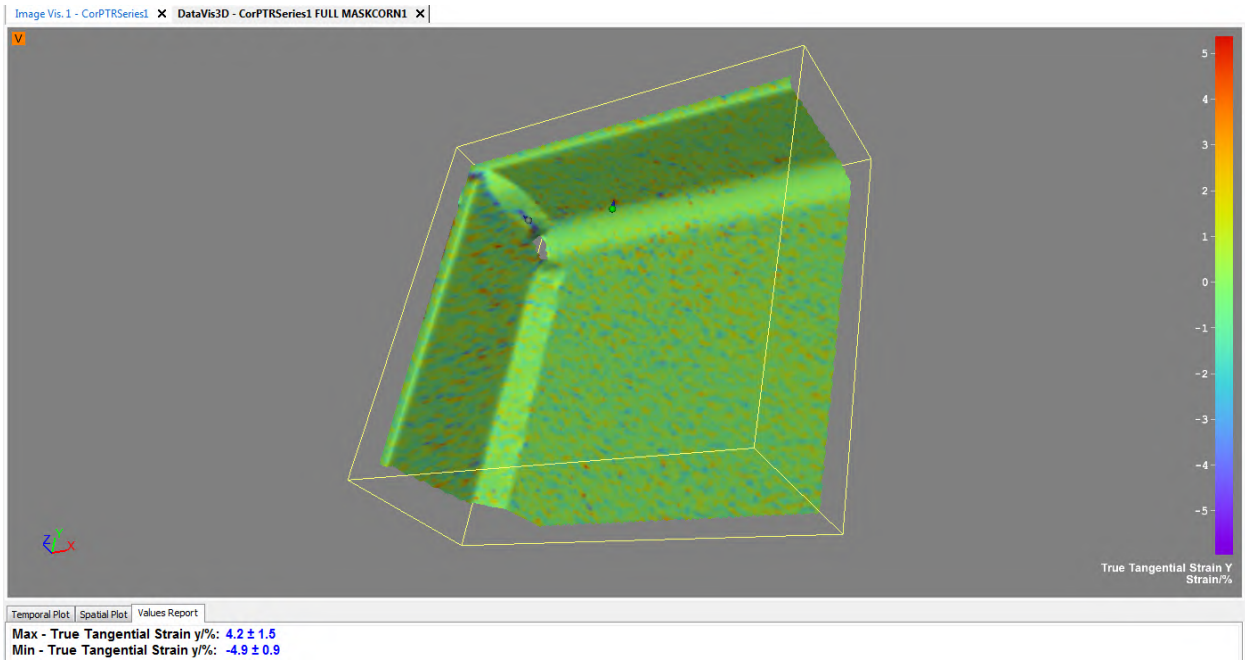 Image Vis. 1 - CorPTRSeries1 ✕ DataVis3D - CorPTRSeries1 FULL MASKCORN1 ✕
V
5
4
3
2
1
0
-1
-2
-3
-4
-5
Z Y X
True Tangential Strain Y
Strain/%
Temporal Plot Spatial Plot Values Report
Max - True Tangential Strain y/%: 4.2 ± 1.5
Min - True Tangential Strain y/%: -4.9 ± 0.9